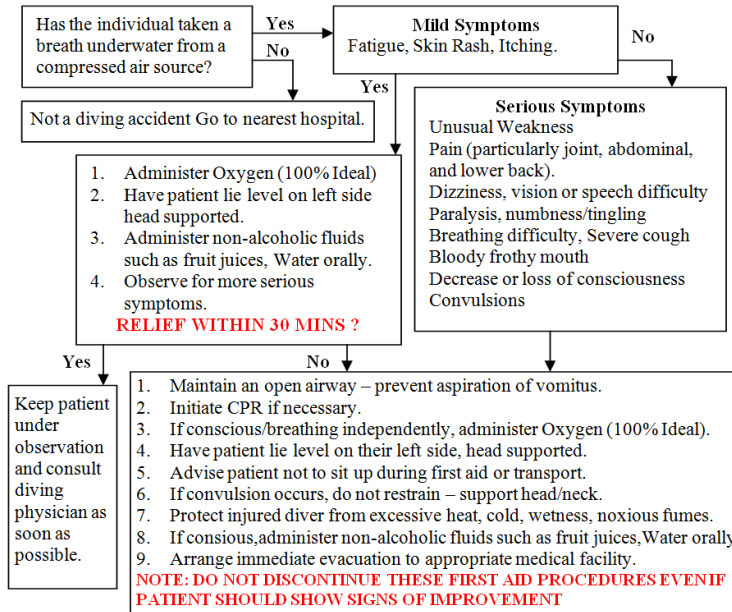 Has the individual taken a
breath underwater from a
compressed air source?
Yes
No
Mild Symptoms
Fatigue, Skin Rash, Itching.
No
Yes
Not a diving accident Go to nearest hospital.
Serious Symptoms
Unusual Weakness
Pain (particularly joint, abdominal,
and lower back).
Dizziness, vision or speech difficulty
Paralysis, numbness/tingling
Breathing difficulty, Severe cough
Bloody frothy mouth
Decrease or loss of consciousness
Convulsions
1. Administer Oxygen (100% Ideal)
2. Have patient lie level on left side
head supported.
3. Administer non-alcoholic fluids
such as fruit juices, Water orally.
4. Observe for more serious
symptoms.
RELIEF WITHIN 30 MINS ?
Yes
No
Keep patient
under
observation
and consult
diving
physician as
soon as
possible.
1. Maintain an open airway – prevent aspiration of vomitus.
2. Initiate CPR if necessary.
3. If conscious/breathing independently, administer Oxygen (100% Ideal).
4. Have patient lie level on their left side, head supported.
5. Advise patient not to sit up during first aid or transport.
6. If convulsion occurs, do not restrain – support head/neck.
7. Protect injured diver from excessive heat, cold, wetness, noxious fumes.
8. If consious,administer non-alcoholic fluids such as fruit juices,Water orally
9. Arrange immediate evacuation to appropriate medical facility.
NOTE: DO NOT DISCONTINUE THESE FIRST AID PROCEDURES EVEN IF
PATIENT SHOULD SHOW SIGNS OF IMPROVEMENT